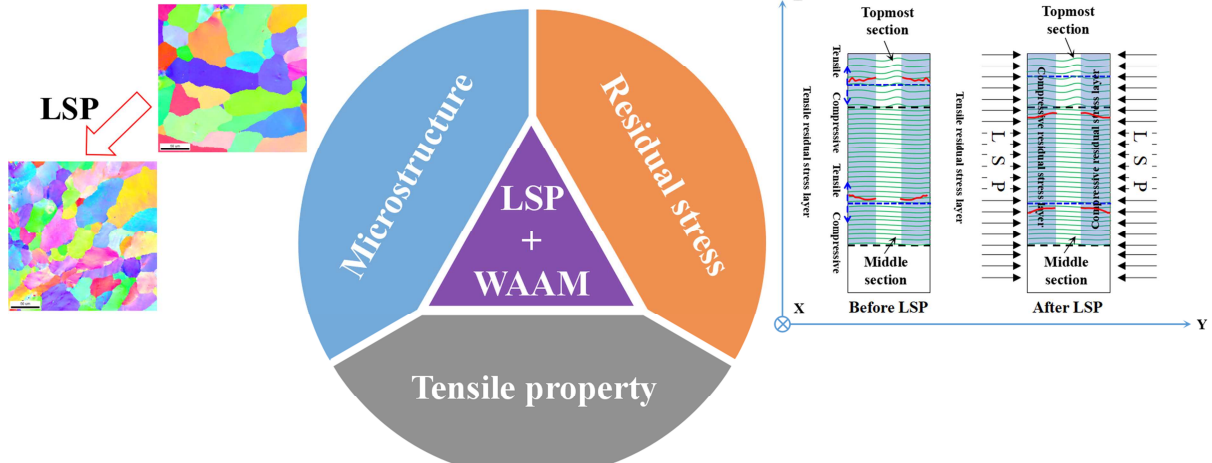 LSP
Microstructure
Residual stress
LSP
+
WAAM
Tensile property
Topmost
section
Tensile
Compressive
Tensile
Compressive
Tensile residual stress layer
Tensile residual stress layer
Middle
section
Before LSP
Topmost
section
LSP
Compressive residual stress layer
Compressive residual stress layer
LSP
Middle
section
After LSP
X
Y